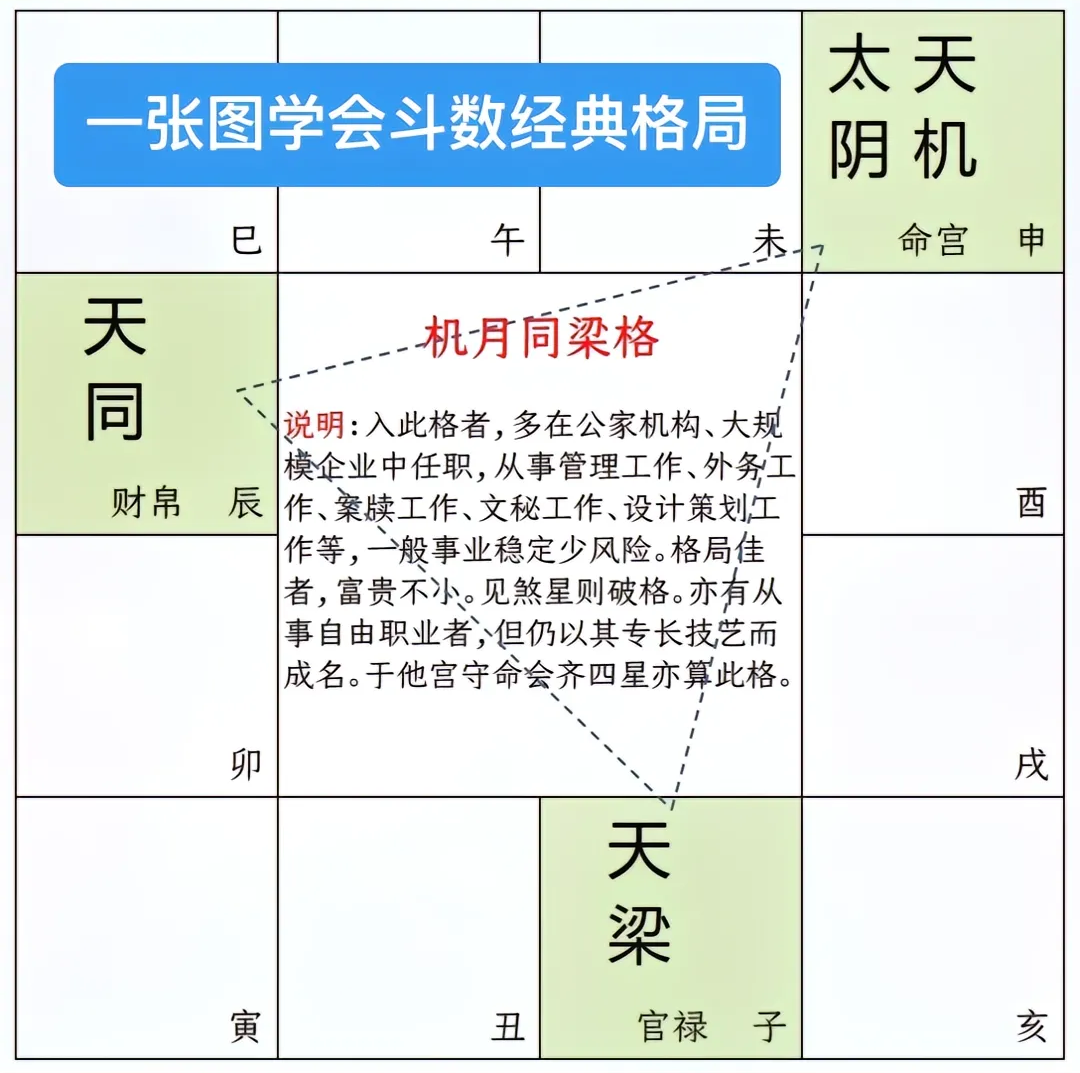 一张图学会斗数经典格局
太 天
阴 机
巳
午
未
命宫 申
天
同
财帛 辰
机月同梁格
说明:入此格者,多在公家机构、大规
模企业中任职,从事管理工作、外务工
作、案牍工作、文秘工作、设计策划工
作等,一般事业稳定少风险。格局佳
者,富贵不小。见煞星则破格。亦有从
事自由职业者,但仍以其专长技艺而
成名。于他宫守命会齐四星亦算此格。
酉
卯
戌
天
梁
寅
丑
官禄 子
亥